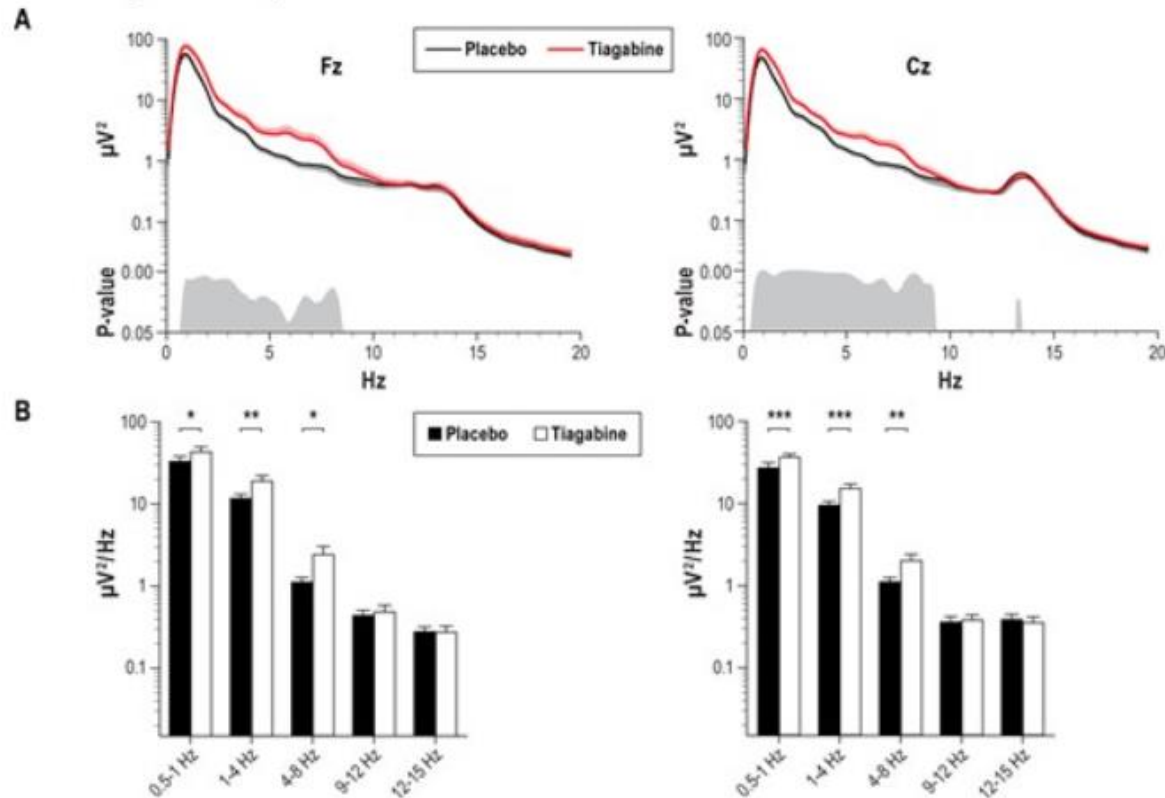 A
Placebo Tiagabine
Fz
Cz
100
10
1
0.1
µV²
0.00
0.05
P-value
0 5 10 15 20
Hz
100
10
1
0.1
µV²
0.00
0.05
P-value
0 5 10 15 20
Hz
B
Placebo Tiagabine
* ** *
100
10
1
0.1
µV²/Hz
0.5-1 Hz
1-4 Hz
4-8 Hz
9-12 Hz
12-15 Hz
*** *** **
100
10
1
0.1
µV²/Hz
0.5-1 Hz
1-4 Hz
4-8 Hz
9-12 Hz
12-15 Hz